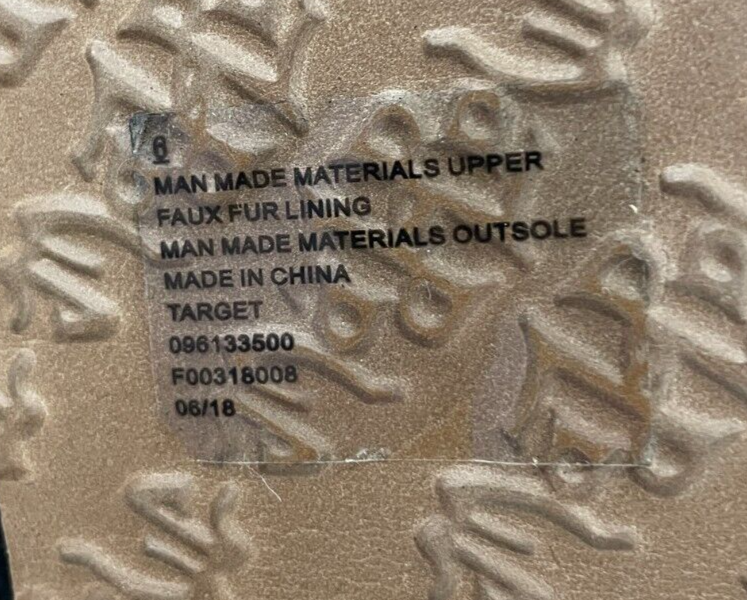 6
MAN MADE MATERIALS UPPER
FAUX FUR LINING
MAN MADE MATERIALS OUTSOLE
MADE IN CHINA
TARGET
096133500
F00318008
06/18